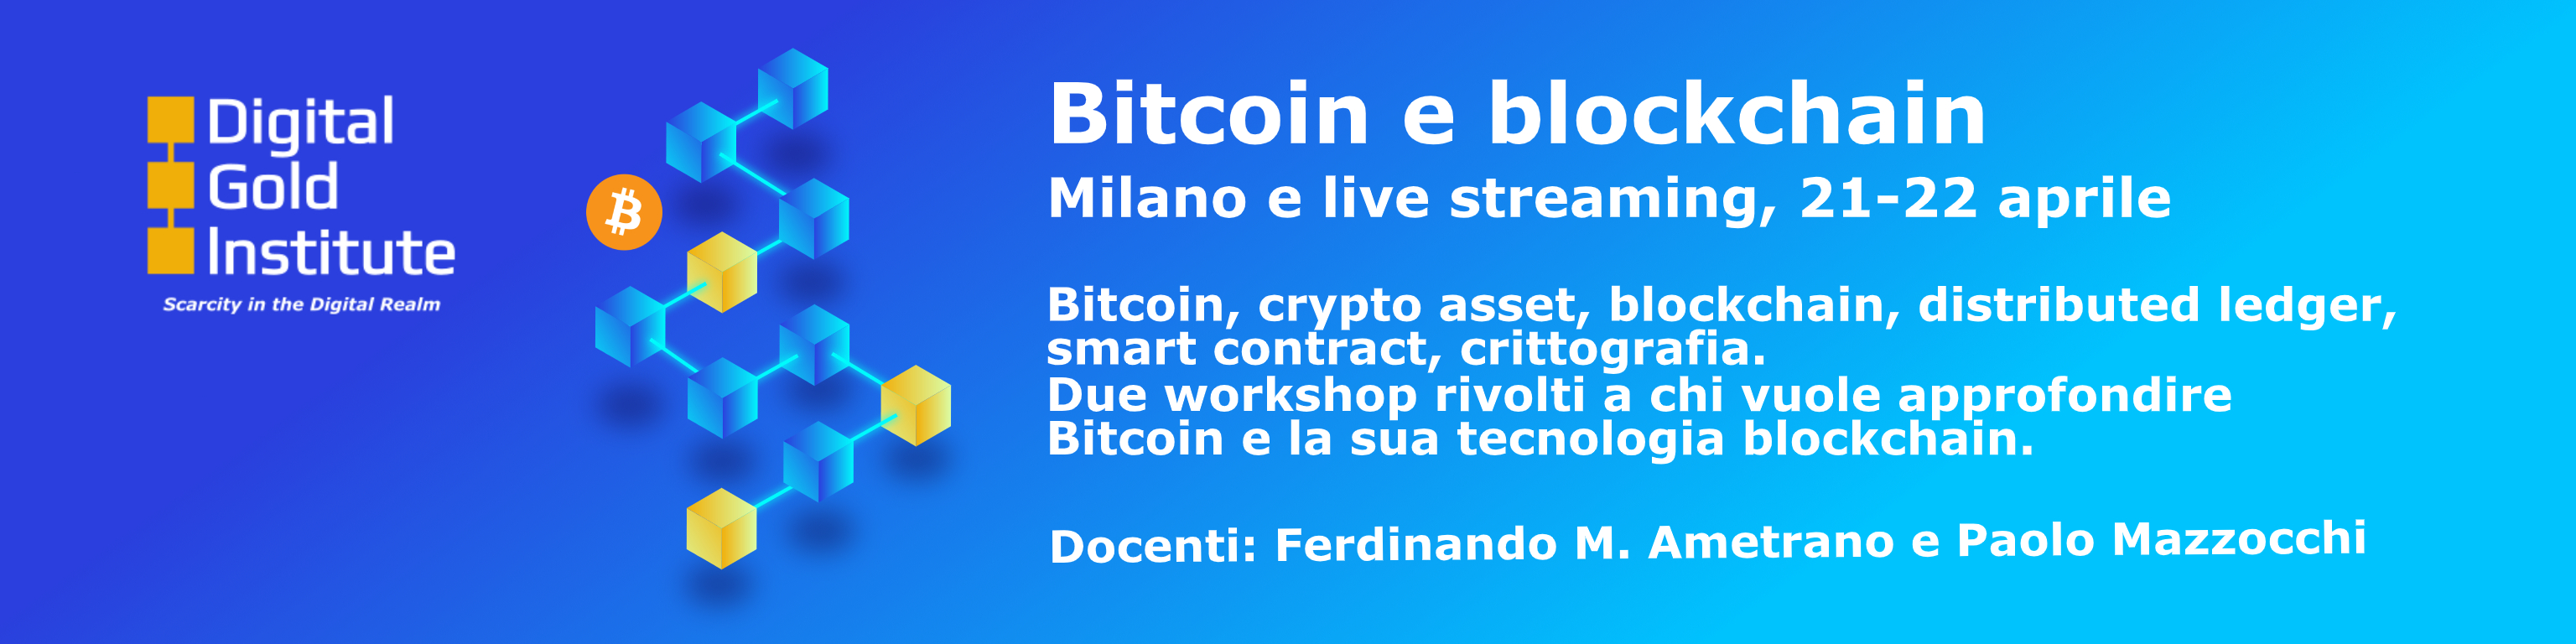 Digital
Gold
Institute
Scarcity in the Digital Realm
Bitcoin e blockchain
Milano e live streaming, 21-22 aprile
Bitcoin, crypto asset, blockchain, distributed ledger,
smart contract, crittografia.
Due workshop rivolti a chi vuole approfondire
Bitcoin e la sua tecnologia blockchain.
Docenti: Ferdinando M. Ametrano e Paolo Mazzocchi